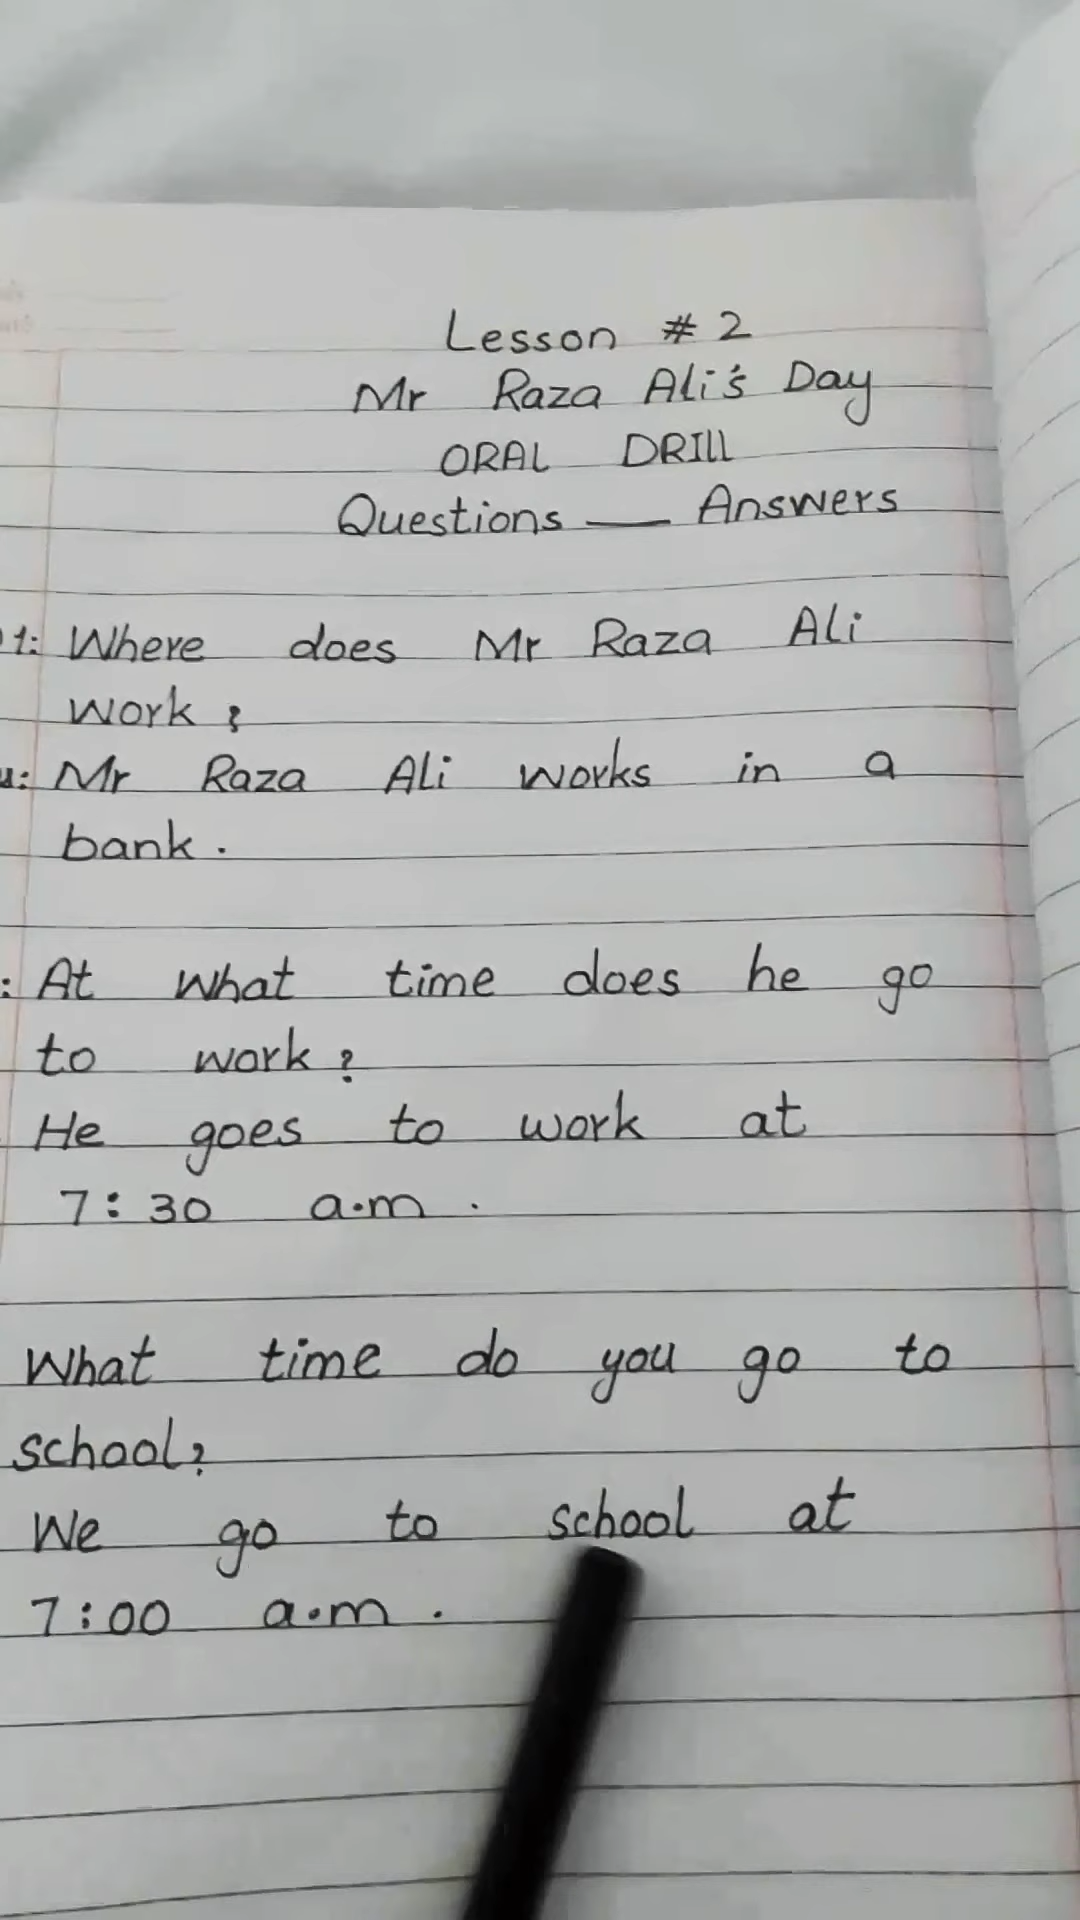 Lesson # 2
Mr Raza Ali's Day
ORAL DRILL
Questions — Answers
1: Where does Mr Raza Ali
work?
Mr Raza Ali works in a
bank.
: At what time does he go
to work?
He goes to work at
7:30 a.m.
What time do you go to
school?
We go to school at
7:00 a.m.